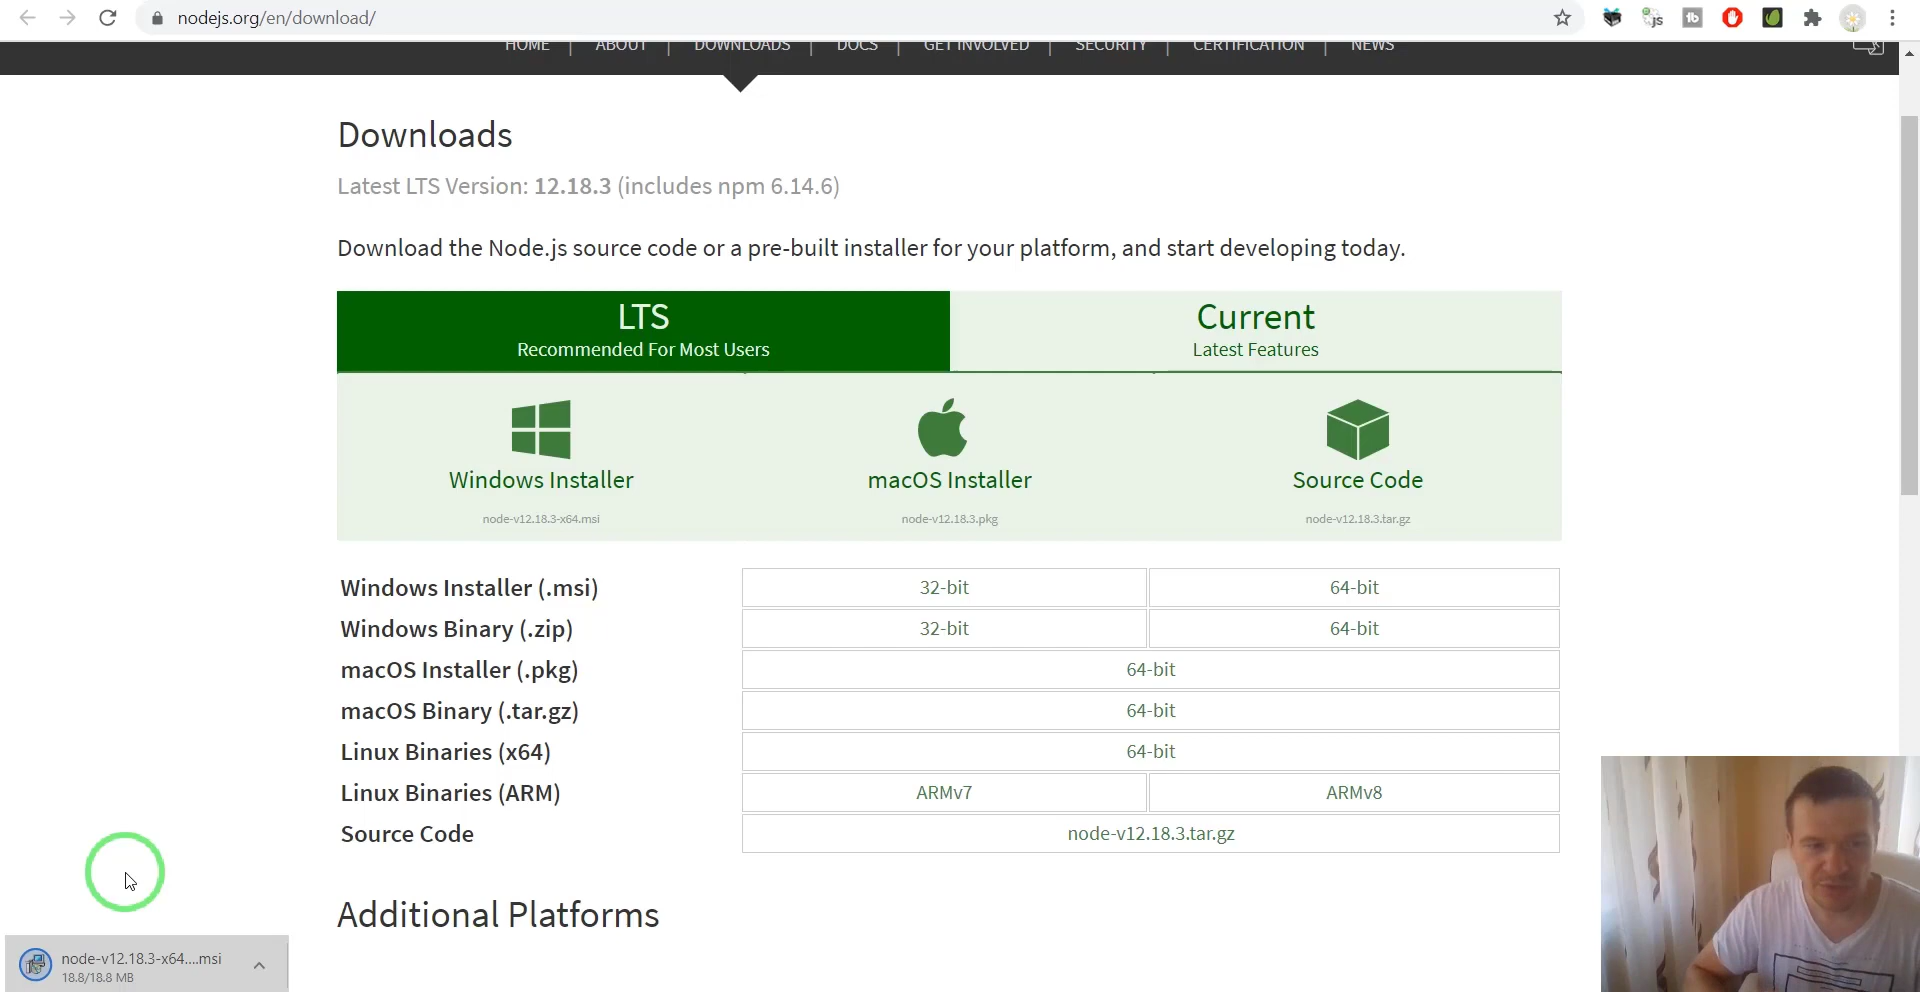 nodejs.org/en/download/
HOME | ABOUT | DOWNLOADS | DOCS | GET INVOLVED | SECURITY | CERTIFICATION | NEWS
Downloads
Latest LTS Version: 12.18.3 (includes npm 6.14.6)
Download the Node.js source code or a pre-built installer for your platform, and start developing today.
LTS
Recommended For Most Users
Current
Latest Features
Windows Installer
node-v12.18.3-x64.msi
macOS Installer
node-v12.18.3.pkg
Source Code
node-v12.18.3.tar.gz
Windows Installer (.msi) 32-bit 64-bit
Windows Binary (.zip) 32-bit 64-bit
macOS Installer (.pkg) 64-bit
macOS Binary (.tar.gz) 64-bit
Linux Binaries (x64) 64-bit
Linux Binaries (ARM) ARMv7 ARMv8
Source Code node-v12.18.3.tar.gz
Additional Platforms
node-v12.18.3-x64....msi
18.8/18.8 MB